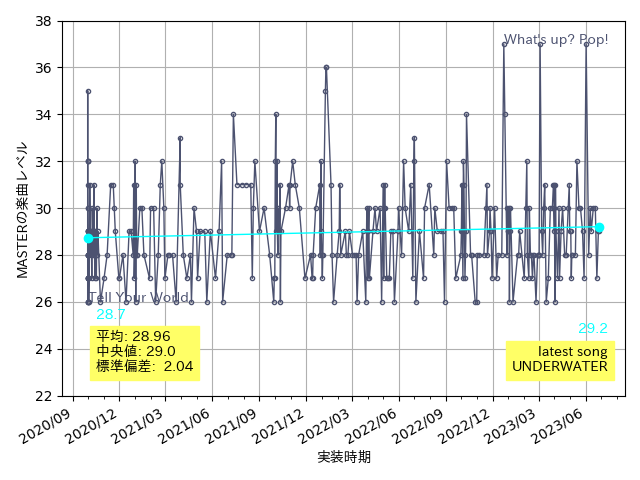 38
36
34
32
30
28
26
24
22
MASTERの楽曲レベル
What's up? Pop!
Tell Your World
28.7
平均: 28.96
中央値: 29.0
標準偏差: 2.04
29.2
latest song
UNDERWATER
2020/09
2020/12
2021/03
2021/06
2021/09
2021/12
2022/03
2022/06
2022/09
2022/12
2023/03
2023/06
実装時期